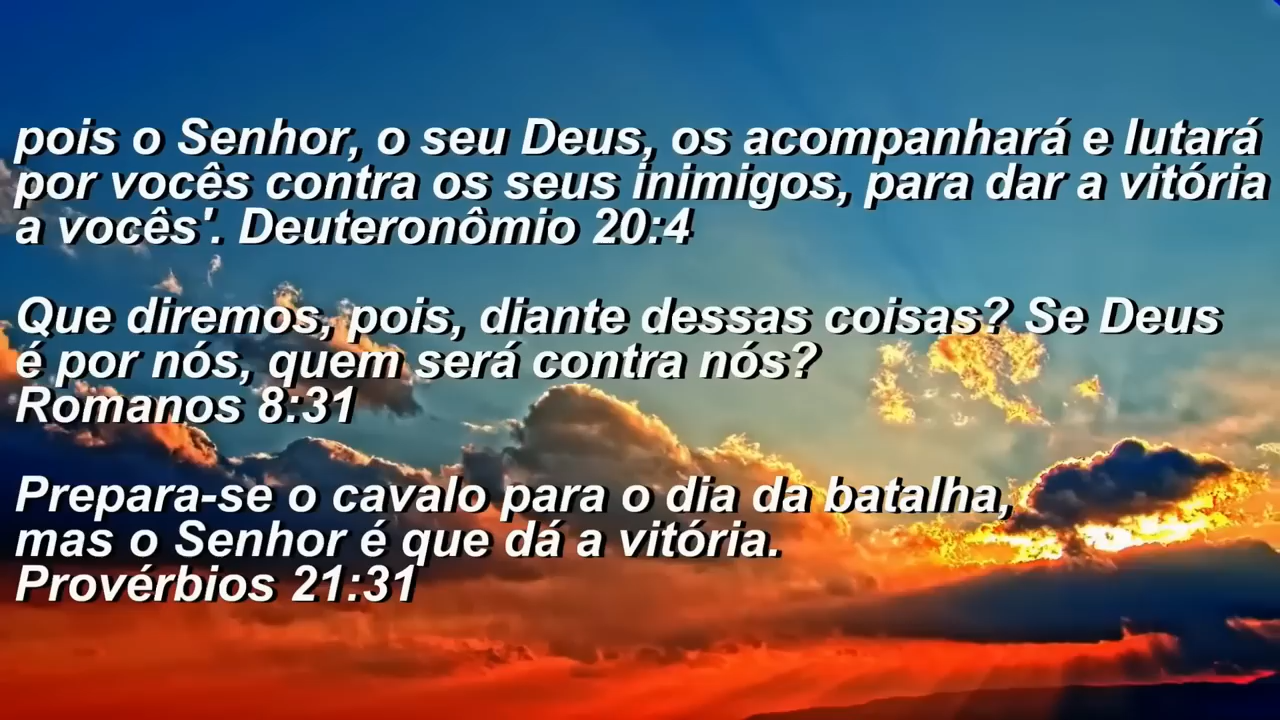 pois o Senhor, o seu Deus, os acompanhará e lutará
por vocês contra os seus inimigos, para dar a vitória
a vocês'. Deuteronômio 20:4
Que diremos, pois, diante dessas coisas? Se Deus
é por nós, quem será contra nós?
Romanos 8:31
Prepara-se o cavalo para o dia da batalha,
mas o Senhor é que dá a vitória.
Provérbios 21:31